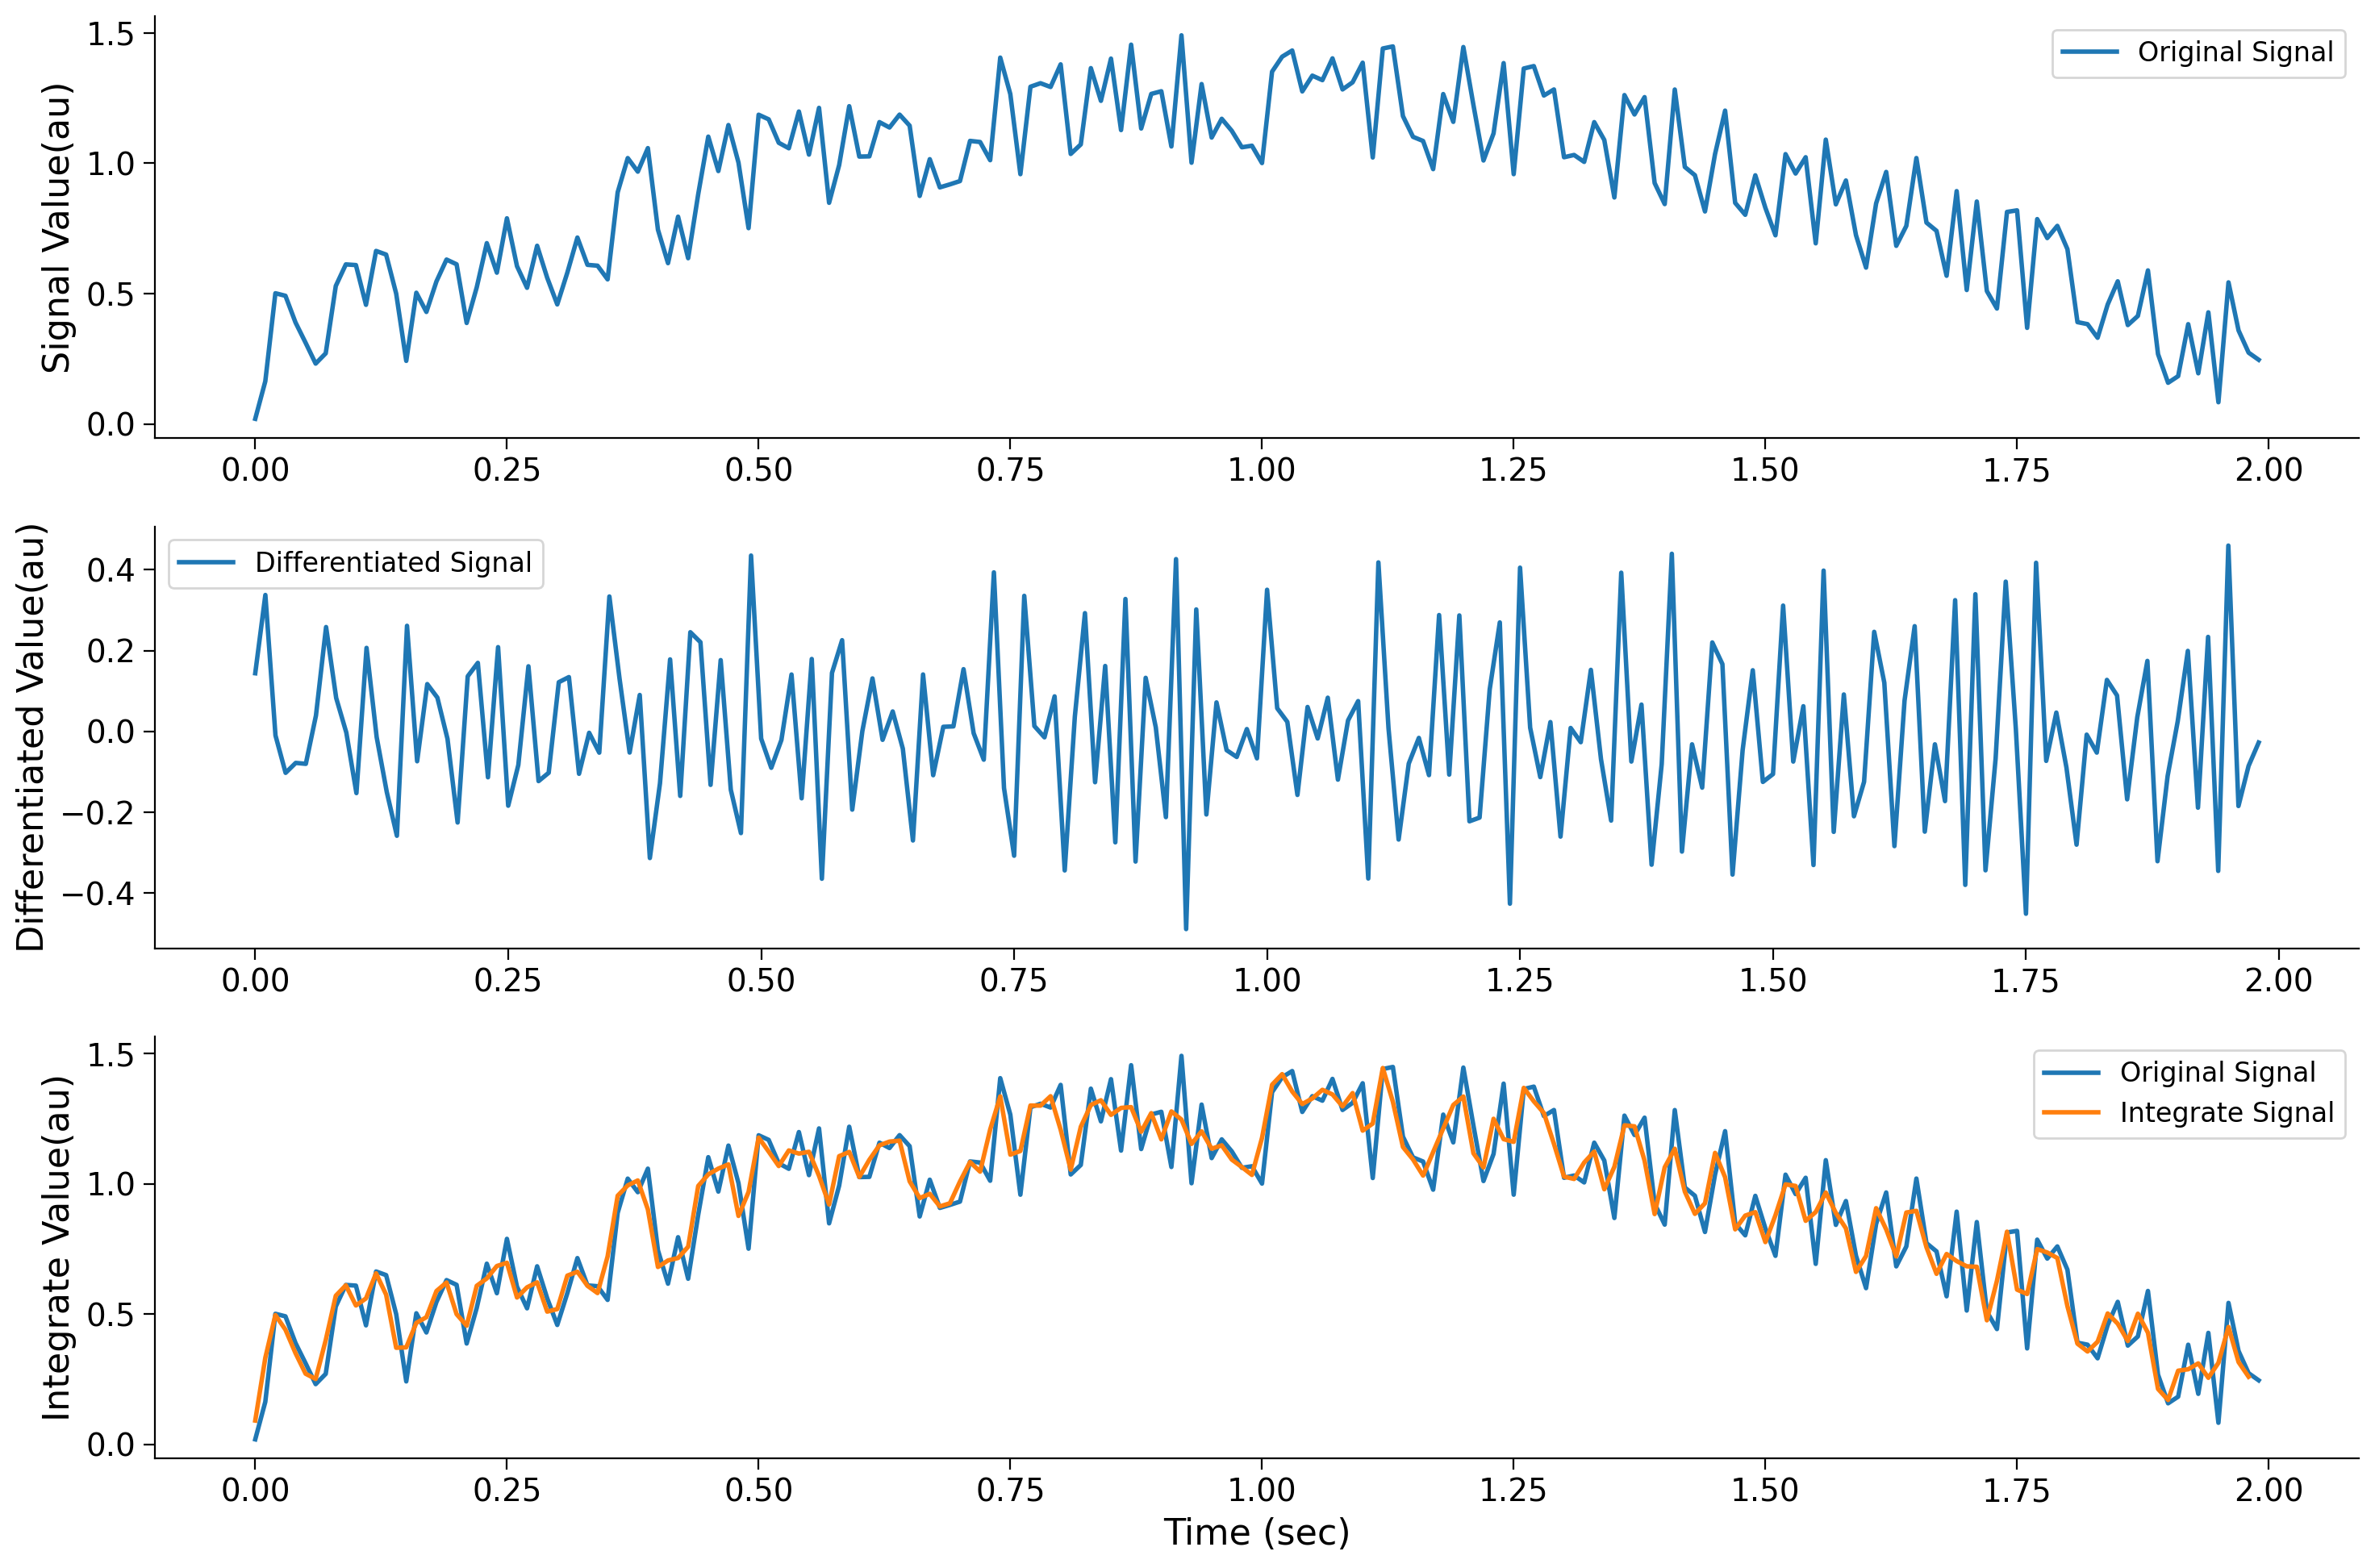 Signal Value(au)
1.5
1.0
0.5
0.0
Original Signal
0.00 0.25 0.50 0.75 1.00 1.25 1.50 1.75 2.00
Differentiated Value(au)
0.4
0.2
0.0
−0.2
−0.4
Differentiated Signal
0.00 0.25 0.50 0.75 1.00 1.25 1.50 1.75 2.00
Integrate Value(au)
1.5
1.0
0.5
0.0
Original Signal
Integrate Signal
0.00 0.25 0.50 0.75 1.00 1.25 1.50 1.75 2.00
Time (sec)